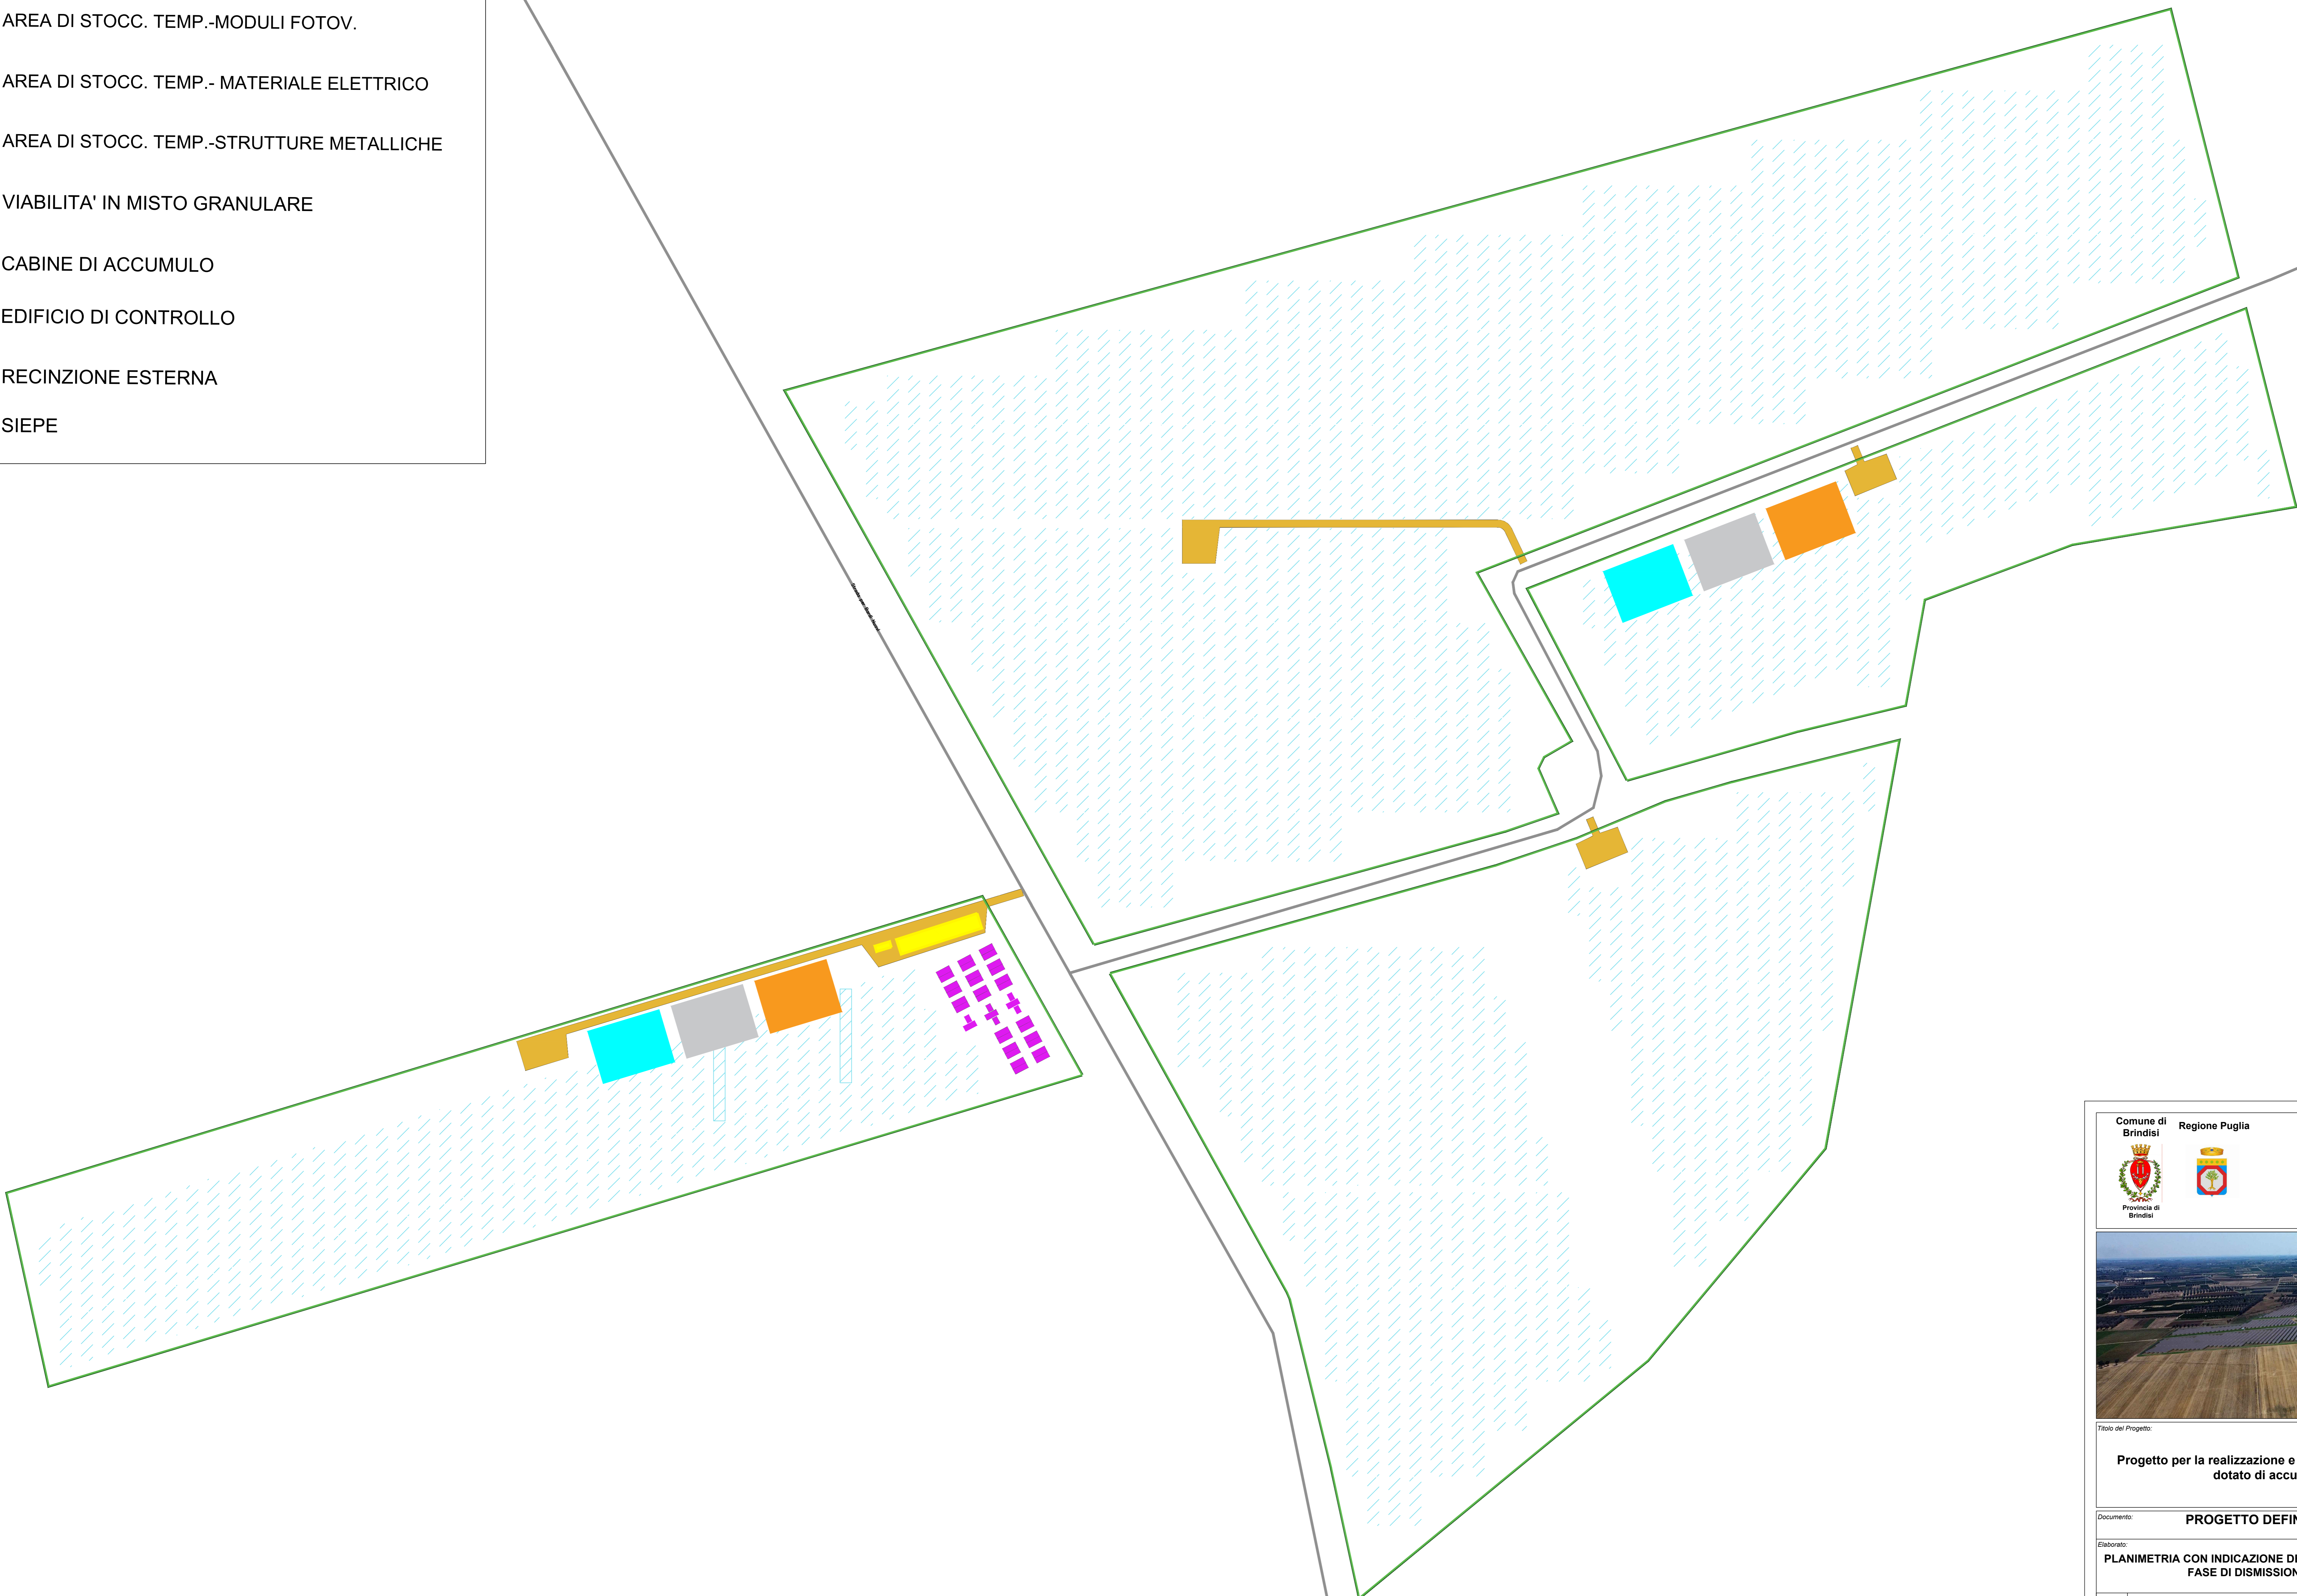 AREA DI STOCC. TEMP.-MODULI FOTOV.
AREA DI STOCC. TEMP.- MATERIALE ELETTRICO
AREA DI STOCC. TEMP.-STRUTTURE METALLICHE
VIABILITA' IN MISTO GRANULARE
CABINE DI ACCUMULO
EDIFICIO DI CONTROLLO
RECINZIONE ESTERNA
SIEPE
Comune di
Brindisi
Regione Puglia
Provincia di
Brindisi
Titolo del Progetto:
Progetto per la realizzazione e
dotato di accu
Documento:
PROGETTO DEFIN
Elaborato:
PLANIMETRIA CON INDICAZIONE DI
FASE DI DISMISSION